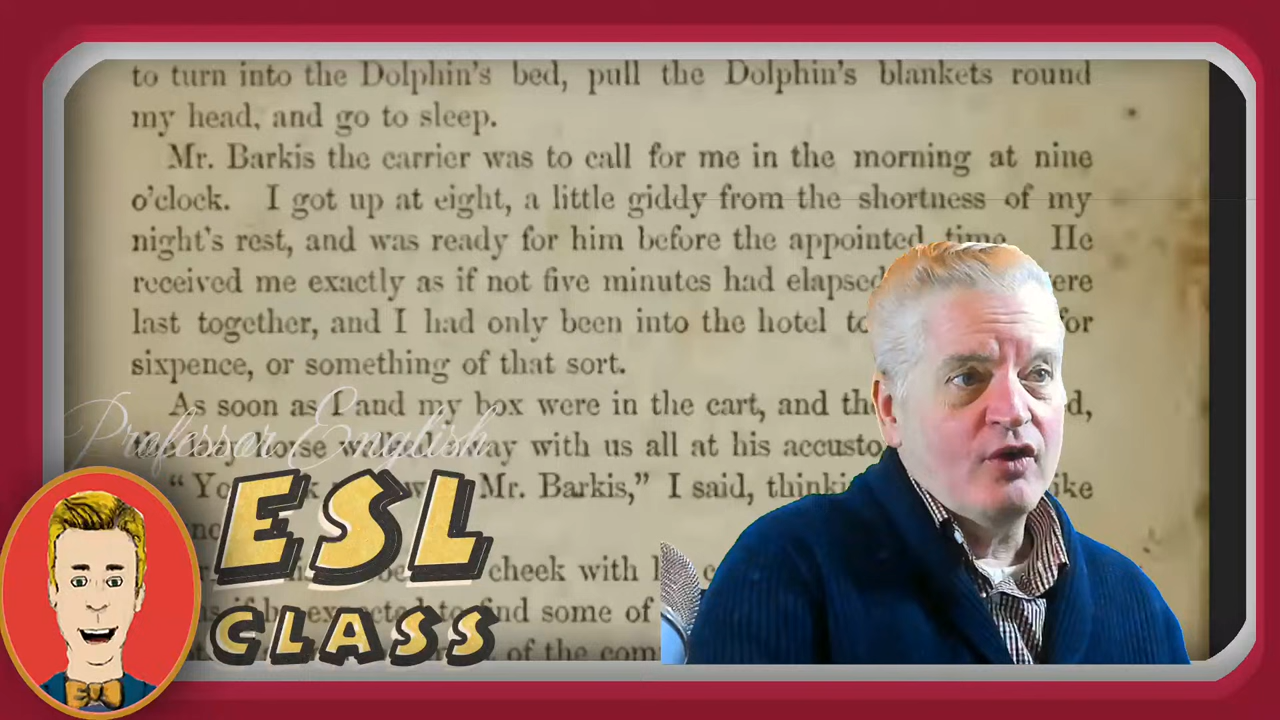 to turn into the Dolphin's bed, pull the Dolphin's blankets round
my head, and go to sleep.
Mr. Barkis the carrier was to call for me in the morning at nine
o'clock. I got up at eight, a little giddy from the shortness of my
night's rest, and was ready for him before the appointed time. He
received me exactly as if not five minutes had elapsed
last together, and I had only been into the hotel for
sixpence, or something of that sort.
As soon as I and my box were in the cart, and
with us all at his
Mr. Barkis," I said, like
cheek with
find some of
of the
Professor English
ESL
CLASS